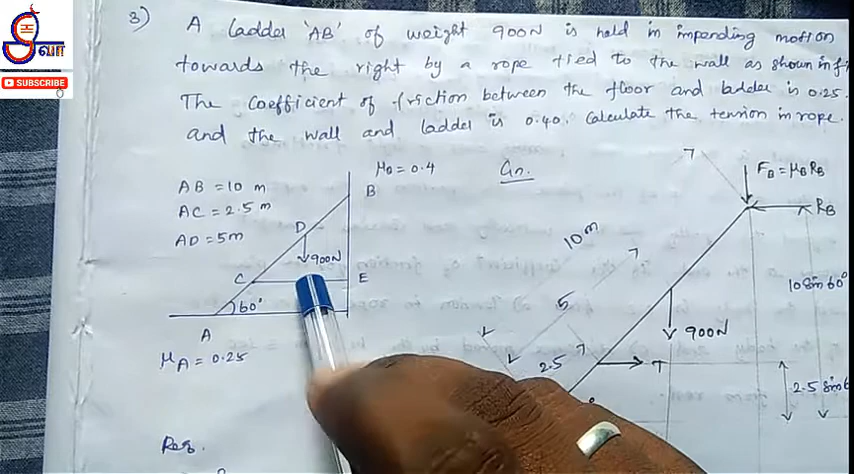 சிவா
SUBSCRIBE
3) A ladder 'AB' of weight 900N is held in impending motion
towards the right by a rope tied to the wall as shown in fi
The coefficient of friction between the floor and ladder is 0.25.
and the wall and ladder is 0.40. Calculate the tension in rope.
AB = 10 m
AC = 2.5 m
AD = 5m
μB = 0.4
B
D
900N
C
E
60°
A
μA = 0.25
Gn.
FB = μB RB
RB
10m
5
10 sin 60°
900N
2.5
T
2.5 sin 6
Req.